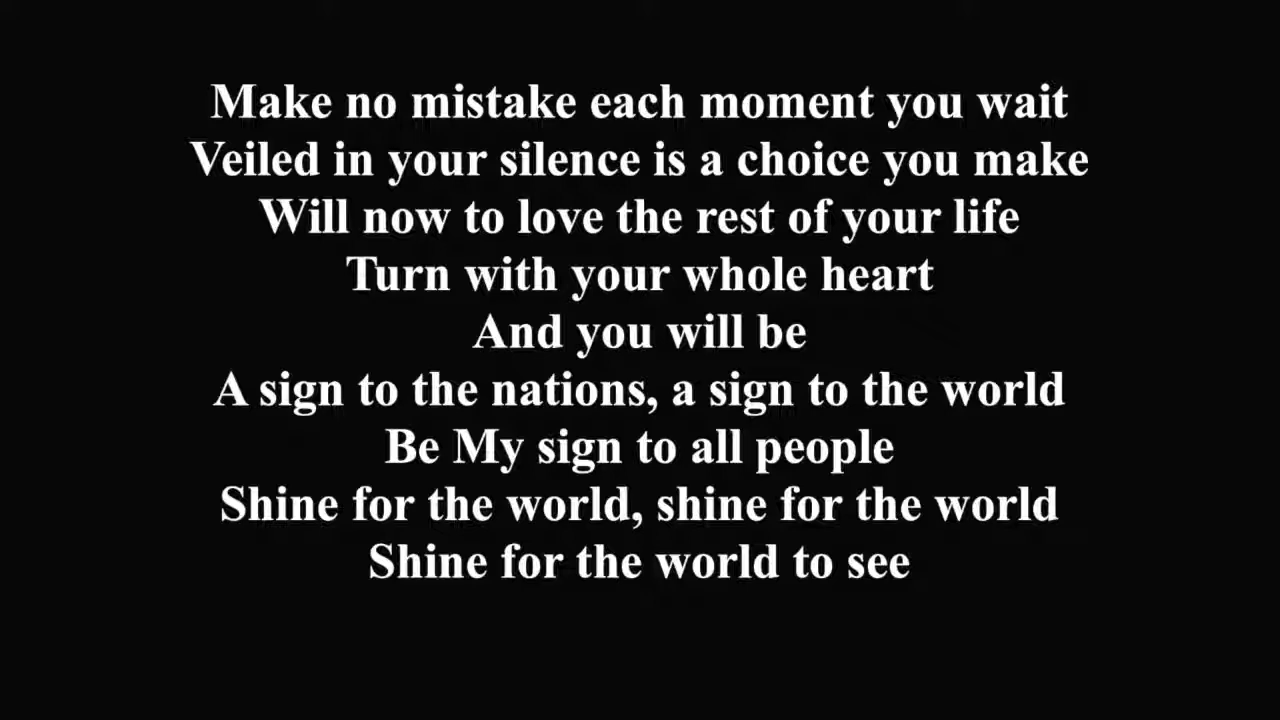 Make no mistake each moment you wait
Veiled in your silence is a choice you make
Will now to love the rest of your life
Turn with your whole heart
And you will be
A sign to the nations, a sign to the world
Be My sign to all people
Shine for the world, shine for the world
Shine for the world to see